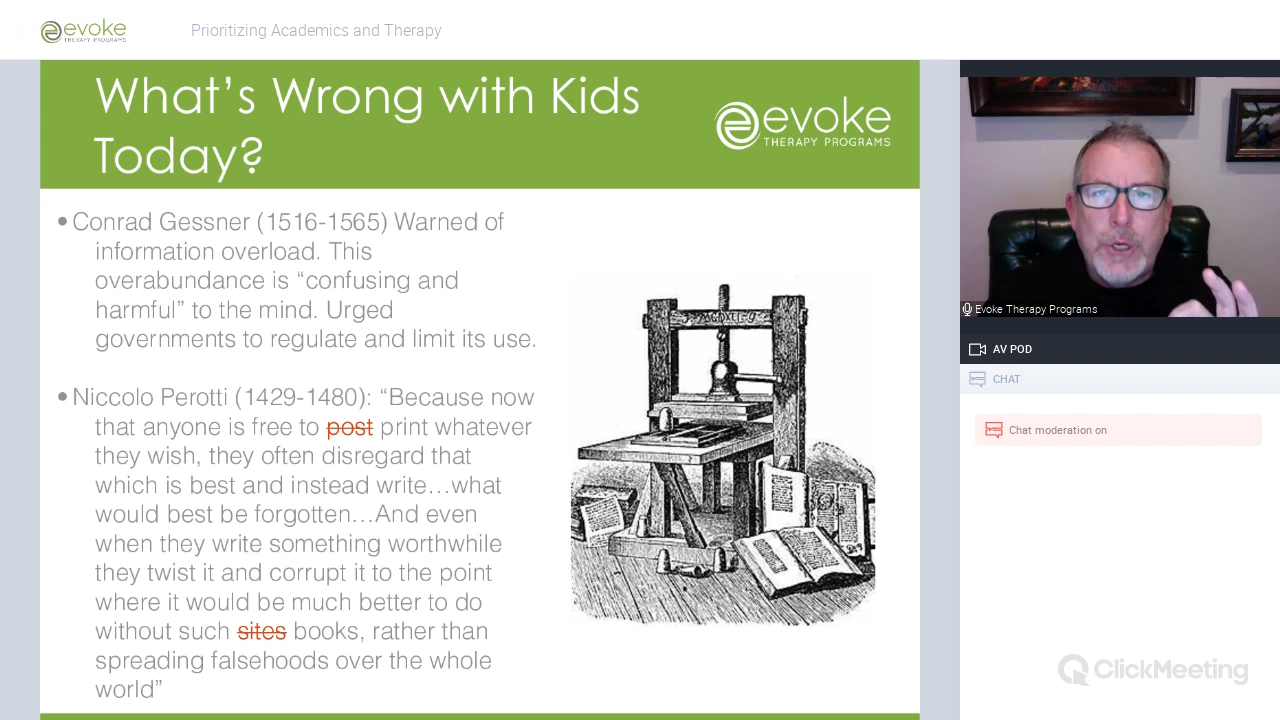 evoke
THERAPY PROGRAMS
Prioritizing Academics and Therapy
What's Wrong with Kids
Today?
evoke
THERAPY PROGRAMS
•Conrad Gessner (1516-1565) Warned of
information overload. This
overabundance is “confusing and
harmful” to the mind. Urged
governments to regulate and limit its use.
•Niccolo Perotti (1429-1480): “Because now
that anyone is free to post print whatever
they wish, they often disregard that
which is best and instead write…what
would best be forgotten…And even
when they write something worthwhile
they twist it and corrupt it to the point
where it would be much better to do
without such sites books, rather than
spreading falsehoods over the whole
world”
Evoke Therapy Programs
AV POD
CHAT
Chat moderation on
ClickMeeting